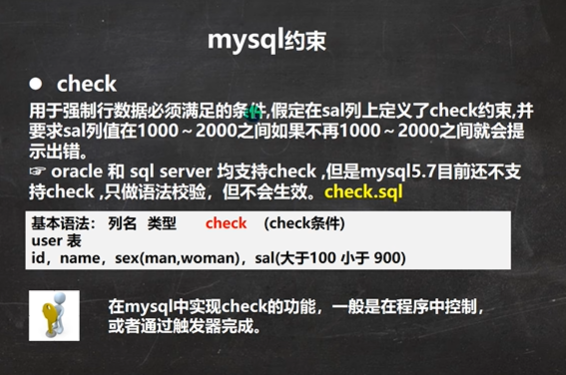 mysql约束
● check
用于强制行数据必须满足的条件,假定在sal列上定义了check约束,并
要求sal列值在1000～2000之间如果不再1000～2000之间就会提
示出错。
☞ oracle 和 sql server 均支持check ,但是mysql5.7目前还不支
持check ,只做语法校验，但不会生效。check.sql
基本语法： 列名 类型 check (check条件)
user 表
id，name，sex(man,woman)，sal(大于100 小于 900)
在mysql中实现check的功能，一般是在程序中控制，
或者通过触发器完成。